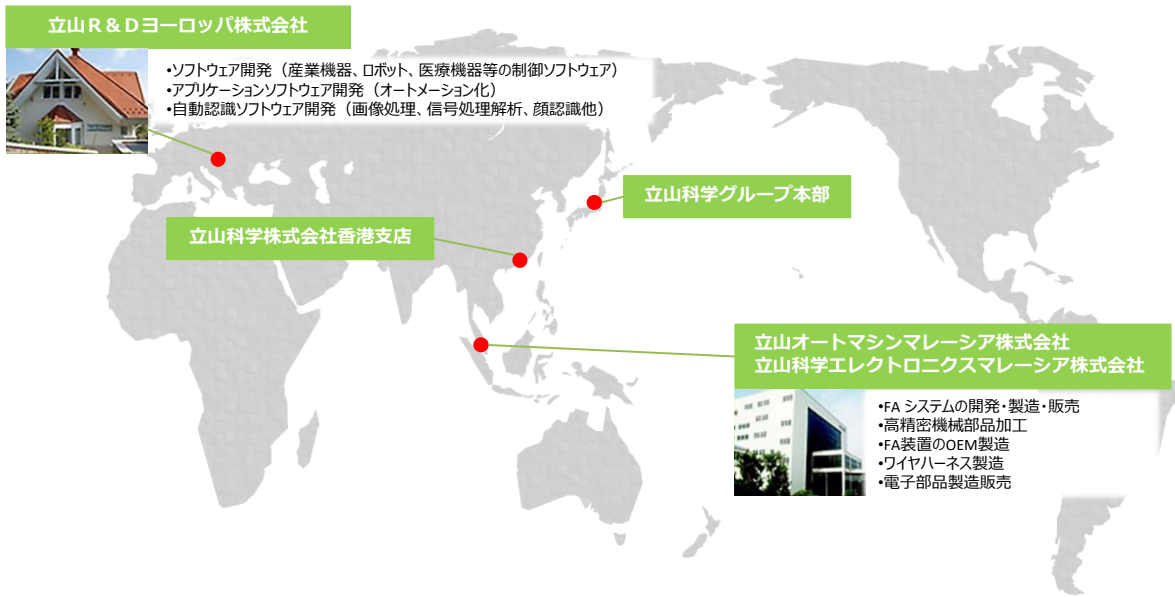 立山R&Dヨーロッパ株式会社
•ソフトウェア開発（産業機器、ロボット、医療機器等の制御ソフトウェア）
•アプリケーションソフトウェア開発（オートメーション化）
•自動認識ソフトウェア開発（画像処理、信号処理解析、顔認識他）
立山科学グループ本部
立山科学株式会社香港支店
立山オートマシンマレーシア株式会社
立山科学エレクトロニクスマレーシア株式会社
•FA システムの開発・製造・販売
•高精密機械部品加工
•FA装置のOEM製造
•ワイヤハーネス製造
•電子部品製造販売